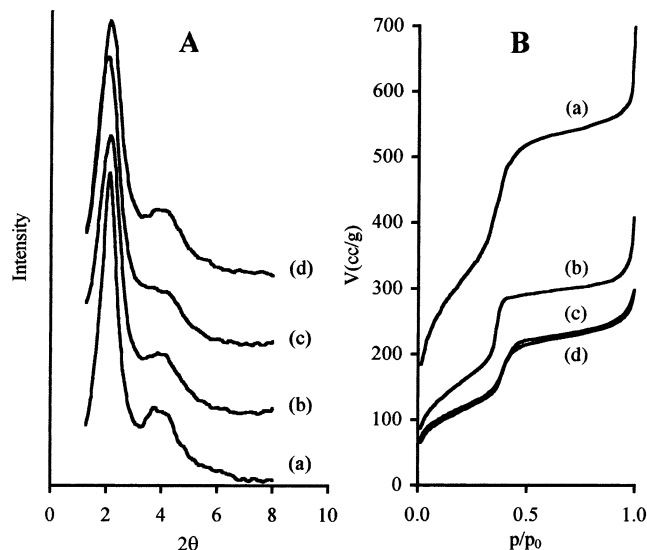 A
Intensity
(d)
(c)
(b)
(a)
0 2 4 6 8 10
2θ
B
V(cc/g)
700
600
500
400
300
200
100
0
(a)
(b)
(c)
(d)
0.0 0.5 1.0
p/p0